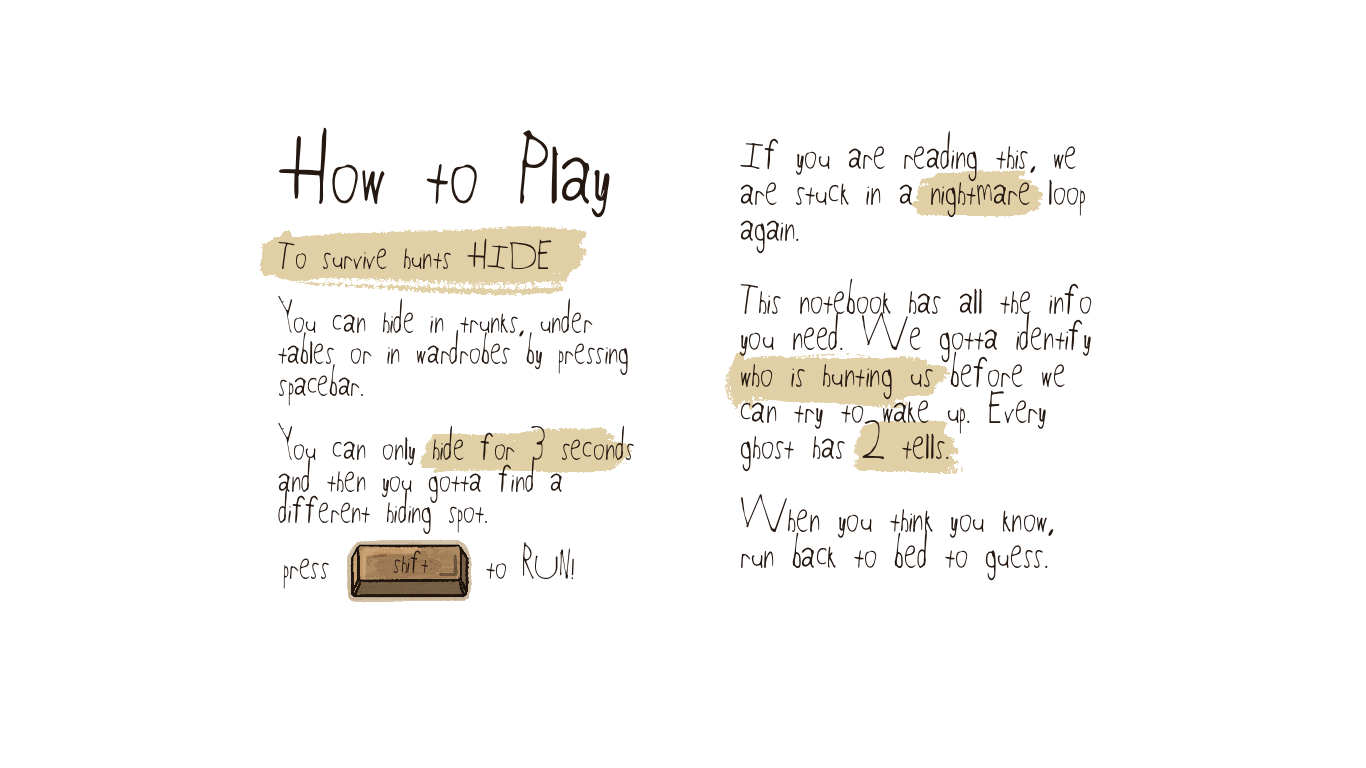 How to Play
To survive hunts HIDE
You can hide in trunks, under
tables or in wardrobes by pressing
spacebar.
You can only hide for 3 seconds
and then you gotta find a
different hiding spot.
press shift to RUN!
If you are reading this, we
are stuck in a nightmare loop
again.
This notebook has all the info
you need. We gotta identify
who is hunting us before we
can try to wake up. Every
ghost has 2 tells.
When you think you know,
run back to bed to guess.